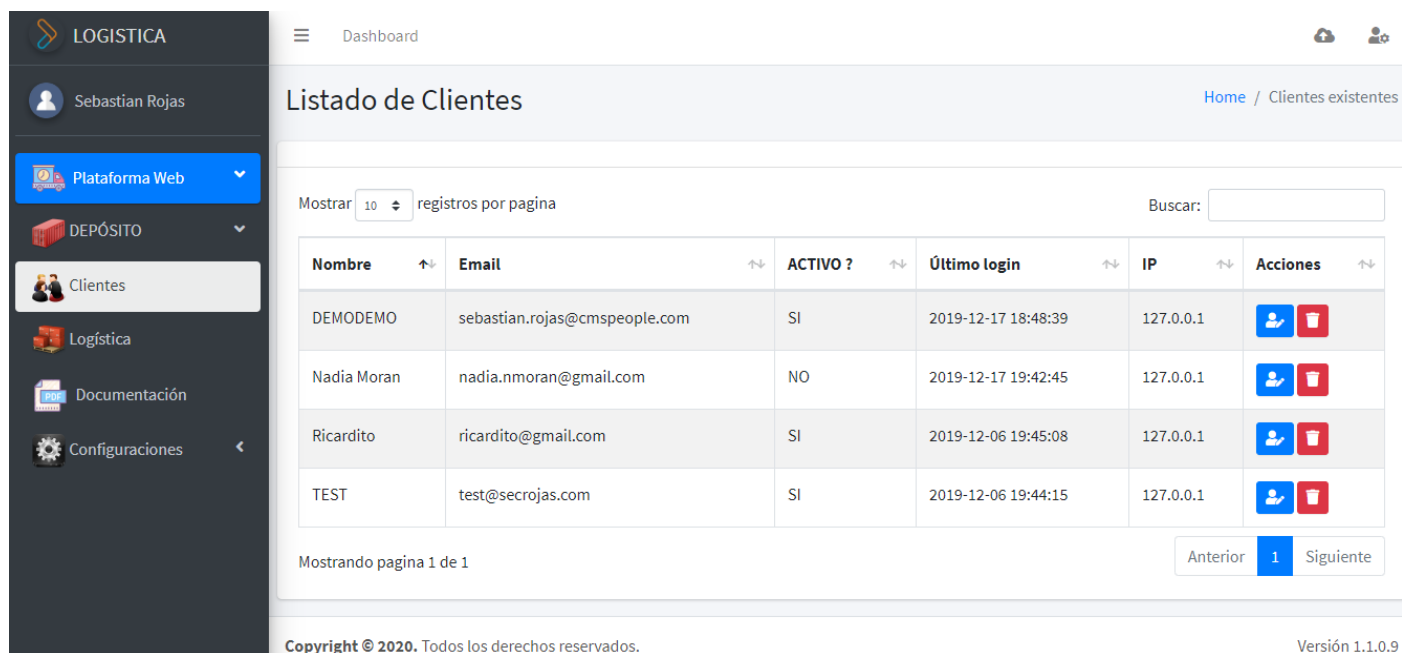 LOGISTICA
Dashboard
Sebastian Rojas
Listado de Clientes
Home / Clientes existentes
Plataforma Web
DEPÓSITO
Clientes
Logística
PDF
Documentación
Configuraciones
Mostrar 10 registros por pagina
Buscar:
Nombre Email ACTIVO ? Último login IP Acciones
DEMODEMO sebastian.rojas@cmspeople.com SI 2019-12-17 18:48:39 127.0.0.1
Nadia Moran nadia.nmoran@gmail.com NO 2019-12-17 19:42:45 127.0.0.1
Ricardito ricardito@gmail.com SI 2019-12-06 19:45:08 127.0.0.1
TEST test@secrojas.com SI 2019-12-06 19:44:15 127.0.0.1
Mostrando pagina 1 de 1
Anterior 1 Siguiente
Copyright © 2020. Todos los derechos reservados.
Versión 1.1.0.9